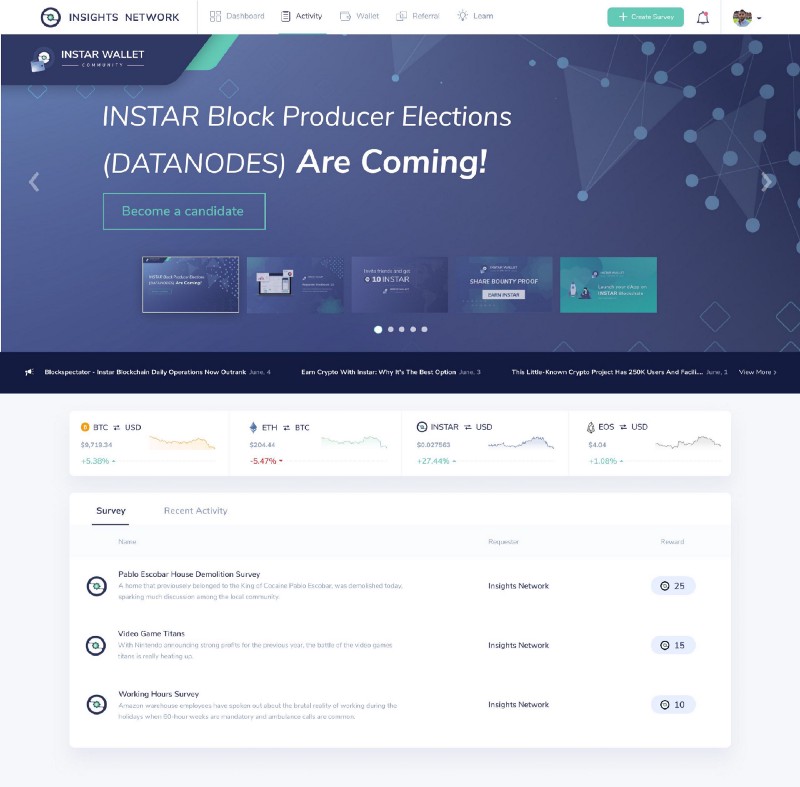 INSIGHTS NETWORK
Dashboard
Activity
Wallet
Referral
Learn
Create Survey
INSTAR WALLET
COMMUNITY
INSTAR Block Producer Elections
(DATANODES) Are Coming!
Become a candidate
INSTAR Block Producer Elections
(DATANODES) Are Coming!
Invite friends and get
10 INSTAR
INSTAR WALLET
SHARE BOUNTY PROOF
EARN INSTAR
Launch your dApp on
INSTAR Blockchain
Blockspectator - Instar Blockchain Daily Operations Now Outrank June, 4
Earn Crypto With Instar: Why It's The Best Option June, 3
This Little-Known Crypto Project Has 250K Users And Facili.... June, 1
View More
BTC ⇄ USD
$9,713.34
+5.38%
ETH ⇄ BTC
$204.44
-5.47%
INSTAR ⇄ USD
$0.027563
+27.44%
EOS ⇄ USD
$4.04
+1.08%
Survey
Recent Activity
Name
Requester
Reward
Pablo Escobar House Demolition Survey
A home that previously belonged to the King of Cocaine Pablo Escobar, was demolished today,
sparking much discussion among the local community.
Insights Network
25
Video Game Titans
With Nintendo announcing strong profits for the previous year, the battle of the video games
titans is really heating up.
Insights Network
15
Working Hours Survey
Amazon warehouse employees have spoken out about the brutal reality of working during the
holidays when 60-hour weeks are mandatory and ambulance calls are common.
Insights Network
10